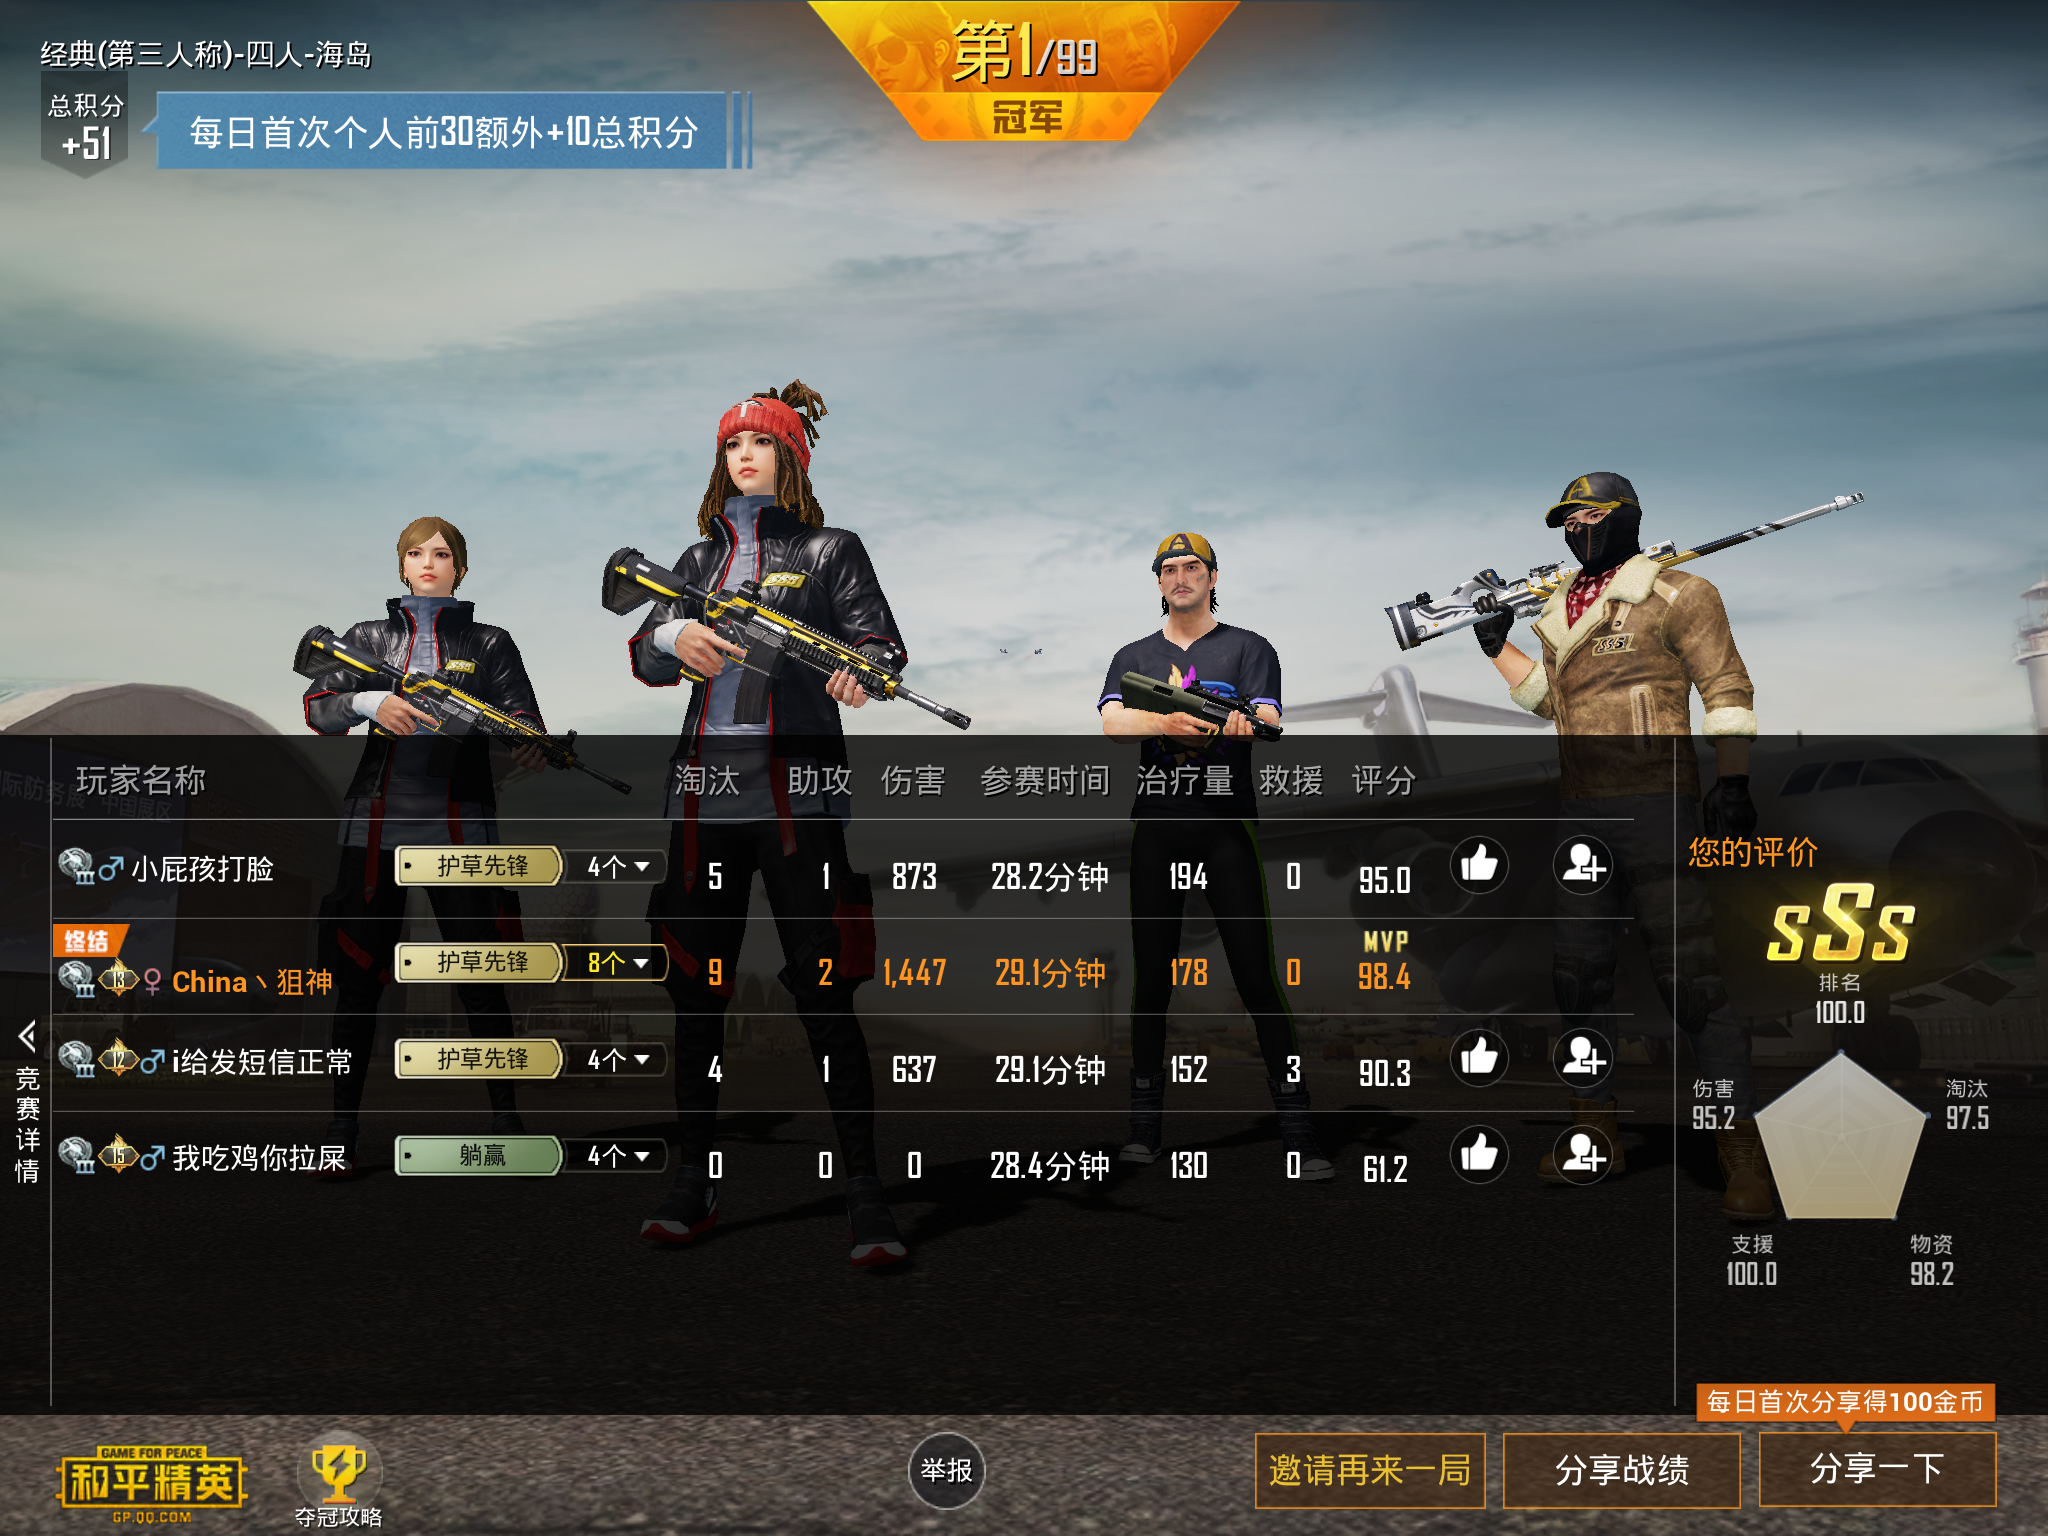 经典(第三人称)-四人-海岛
第1/99
冠军
总积分
+51
每日首次个人前30额外+10总积分
玩家名称 淘汰 助攻 伤害 参赛时间 治疗量 救援 评分
小屁孩打脸 护草先锋 4个 5 1 873 28.2分钟 194 0 95.0
终结
MVP
13 China丶狙神 护草先锋 8个 9 2 1,447 29.1分钟 178 0 98.4
12 i给发短信正常 护草先锋 4个 4 1 637 29.1分钟 152 3 90.3
15 我吃鸡你拉屎 躺赢 4个 0 0 0 28.4分钟 130 0 61.2
竞赛详情
您的评价
SSS
排名
100.0
伤害
95.2
淘汰
97.5
支援
100.0
物资
98.2
每日首次分享得100金币
GAME FOR PEACE
和平精英
GP.QQ.COM
夺冠攻略
举报
邀请再来一局
分享战绩
分享一下